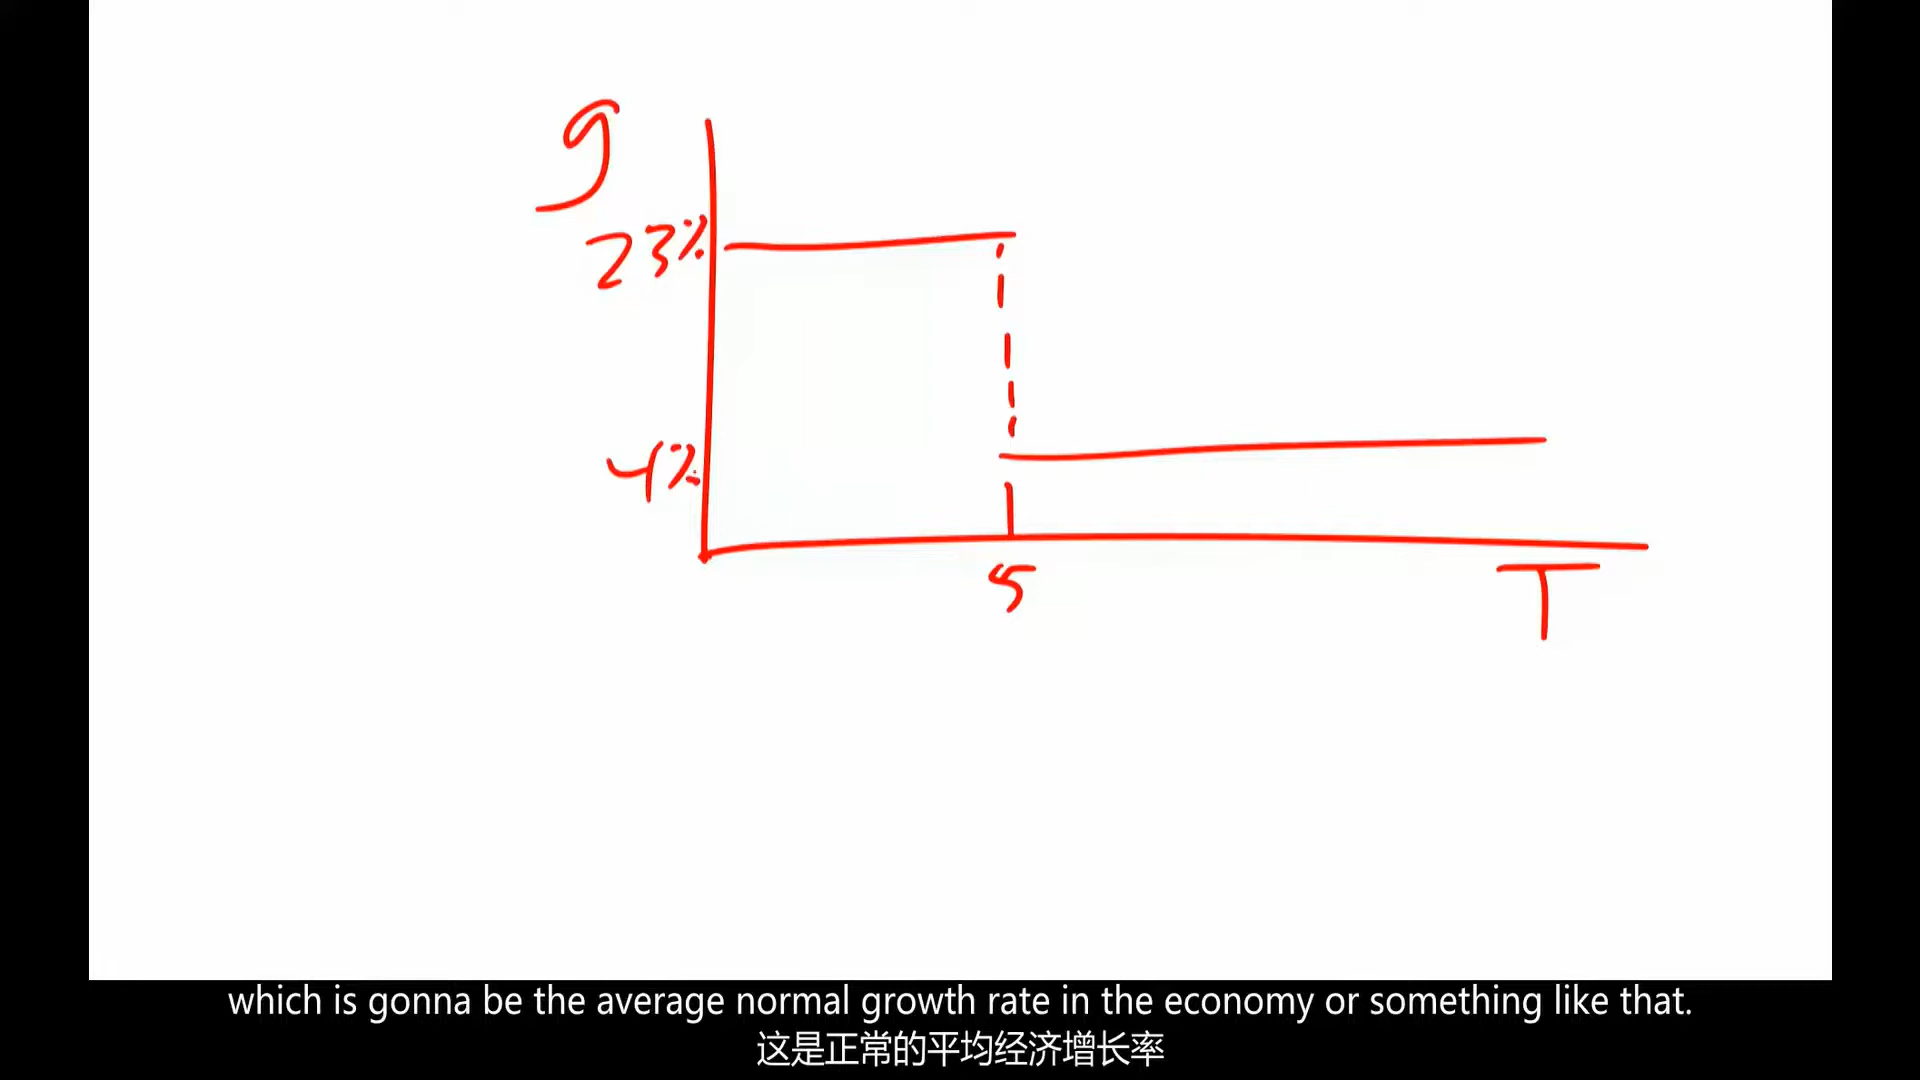 g
23%
4%
5
T
which is gonna be the average normal growth rate in the economy or something like that.
这是正常的平均经济增长率